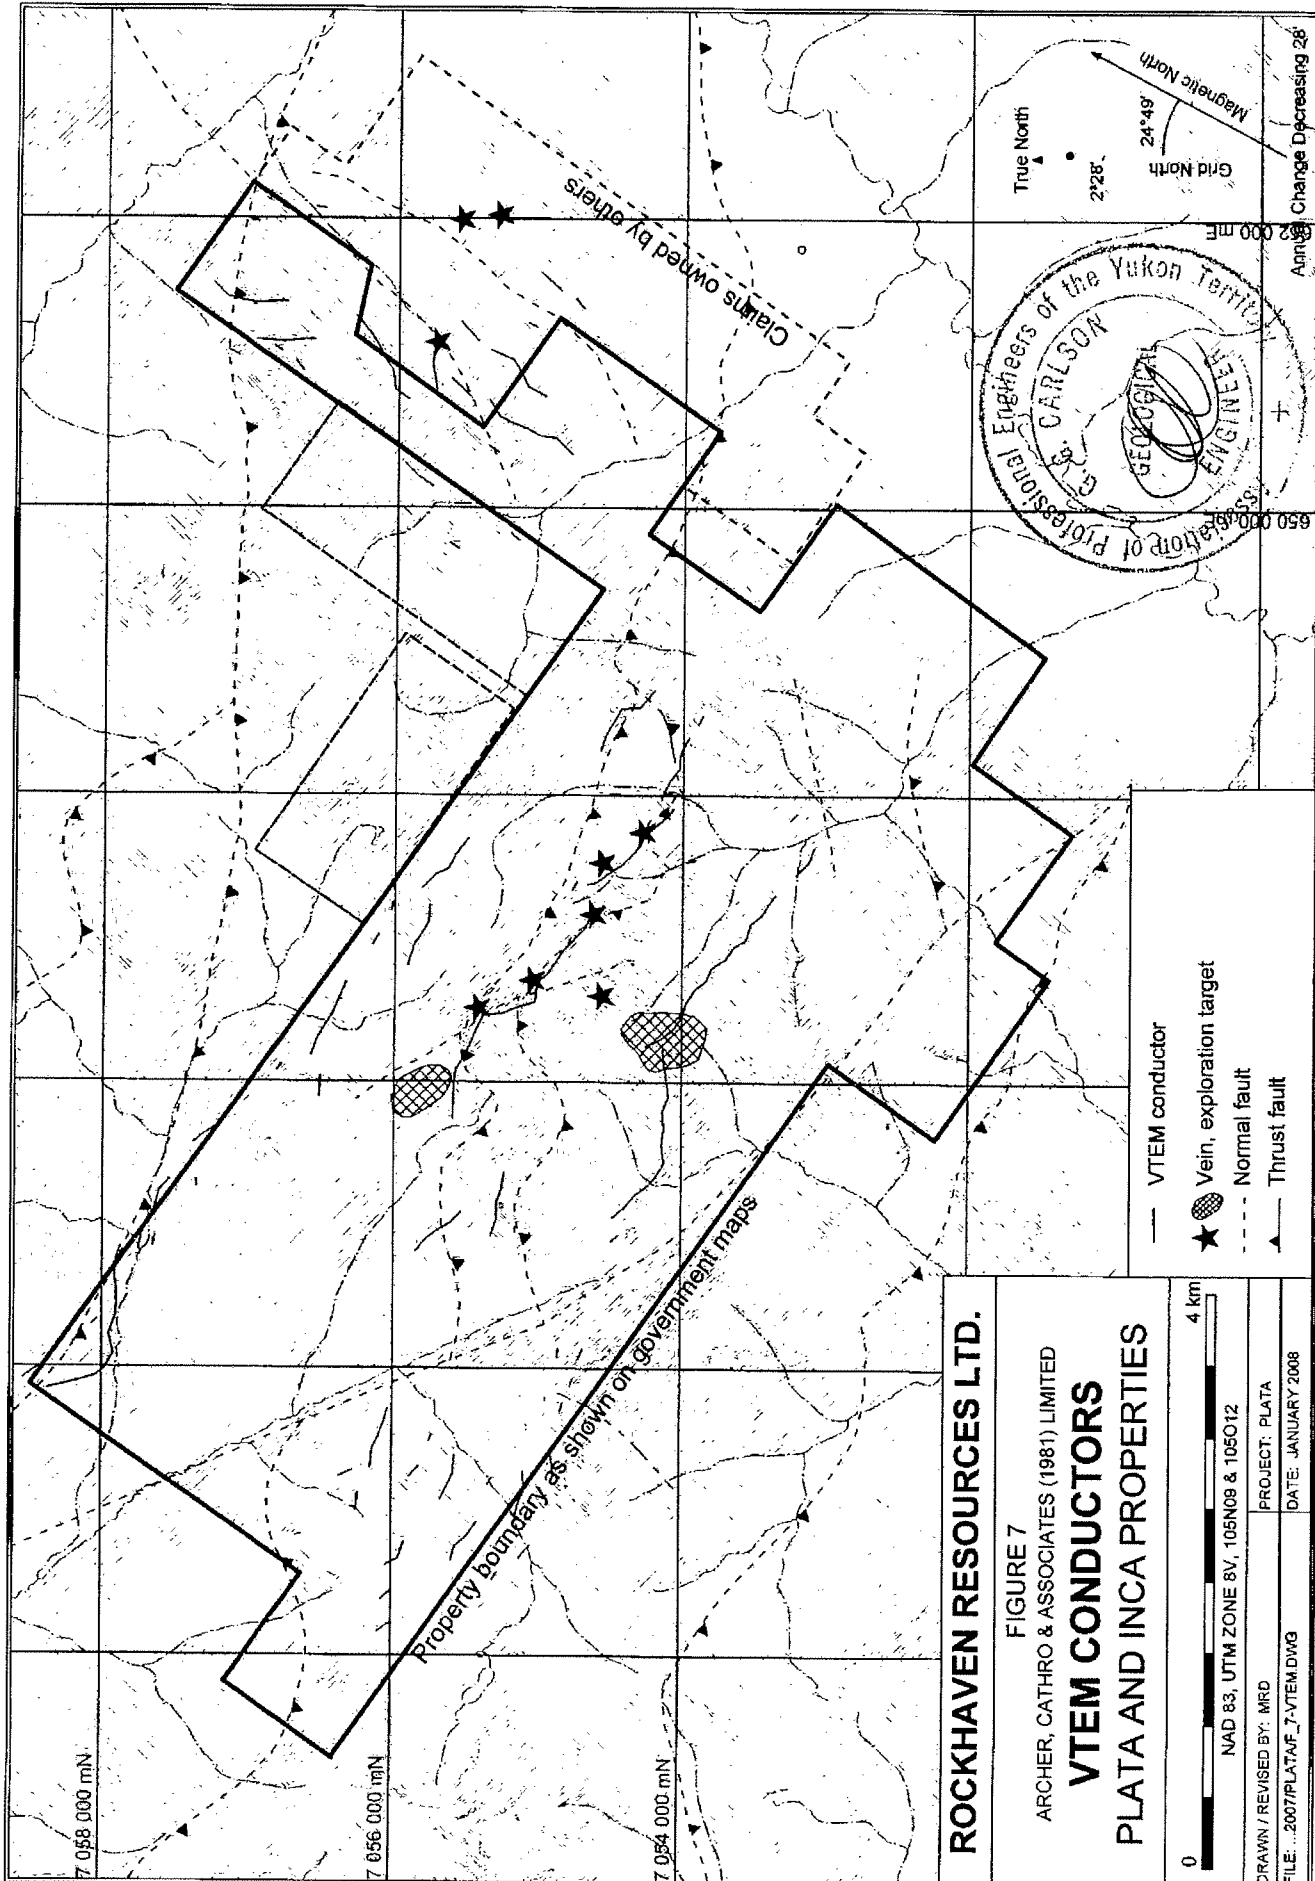 7 058 000 mN
7 056 000 mN
7 054 000 mN
Property boundary as shown on government maps
Claims owned by others
True North
Magnetic North
Grid North
2°28'
24°49'
Annual Change Decreasing 28'
652 000 mE
650 000
Association of Professional Engineers of the Yukon Territory
G.G. CARLSON
GEOLOGICAL
ENGINEER
VTEM conductor
Vein, exploration target
Normal fault
Thrust fault
ROCKHAVEN RESOURCES LTD.
FIGURE 7
ARCHER, CATHRO & ASSOCIATES (1981) LIMITED
VTEM CONDUCTORS
PLATA AND INCA PROPERTIES
0 4 km
NAD 83, UTM ZONE 8V, 105N09 & 105O12
DRAWN / REVISED BY: MRD
PROJECT: PLATA
FILE: ...2007/PLATA/F_7-VTEM.DWG
DATE: JANUARY 2008